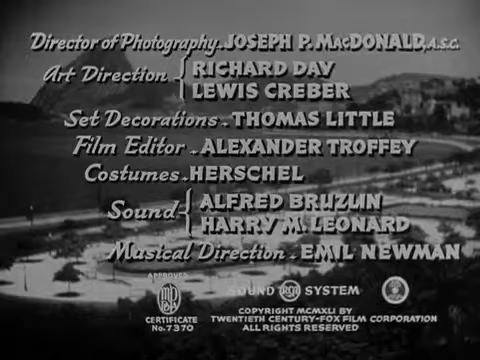 Director of Photography..JOSEPH P. MACDONALD, A.S.C.
Art Direction { RICHARD DAY
LEWIS CREBER
Set Decorations.. THOMAS LITTLE
Film Editor.. ALEXANDER TROFFEY
Costumes.. HERSCHEL
Sound { ALFRED BRUZLIN
HARRY M. LEONARD
Musical Direction.. EMIL NEWMAN
APPROVED
MPPDA
CERTIFICATE
No. 7370
SOUND RCA SYSTEM
COPYRIGHT MCMXLI BY
TWENTIETH CENTURY-FOX FILM CORPORATION
ALL RIGHTS RESERVED